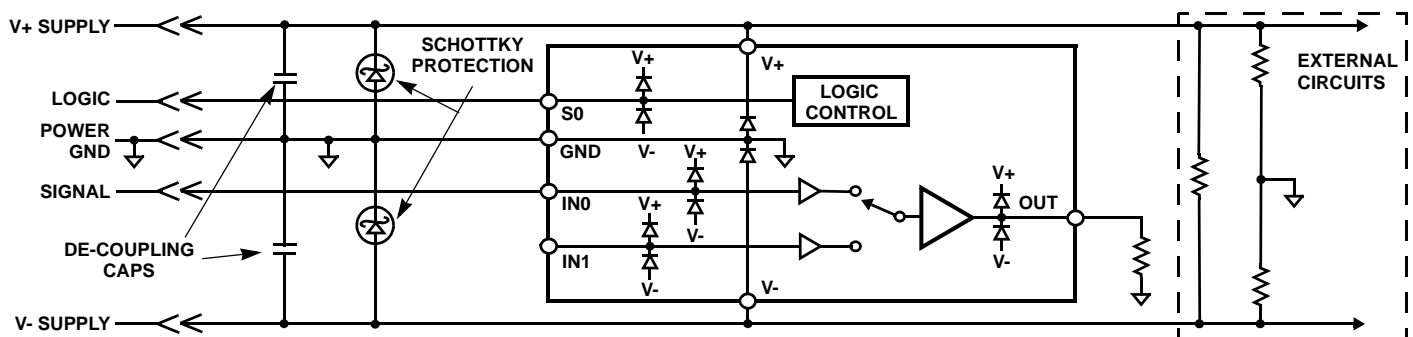 V+ SUPPLY
LOGIC
POWER
GND
SIGNAL
DE-COUPLING
CAPS
V- SUPPLY
SCHOTTKY
PROTECTION
V+
V+
S0
LOGIC
CONTROL
V-
GND
V+
IN0
V+
V-
IN1
V-
V+
OUT
V-
V-
EXTERNAL
CIRCUITS